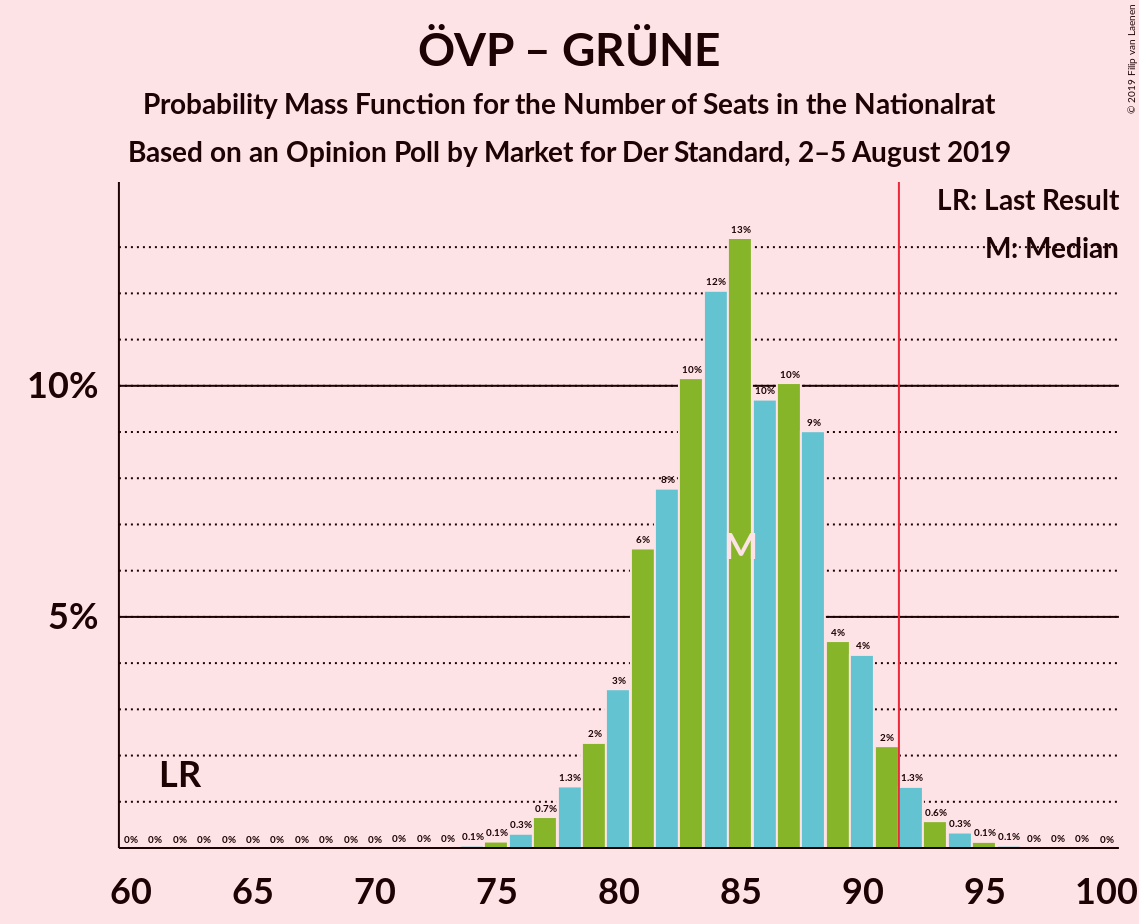 ÖVP – GRÜNE
Probability Mass Function for the Number of Seats in the Nationalrat
Based on an Opinion Poll by Market for Der Standard, 2–5 August 2019
© 2019 Filip van Laenen
LR: Last Result
M: Median
10%
5%
0% 0% 0% 0% 0% 0% 0% 0% 0% 0% 0% 0% 0% 0% 0.1% 0.1% 0.3% 0.7% 1.3% 2% 3% 6% 8% 10% 12% 13% 10% 10% 9% 4% 4% 2% 1.3% 0.6% 0.3% 0.1% 0.1% 0% 0% 0% 0%
M
LR
60 65 70 75 80 85 90 95 100